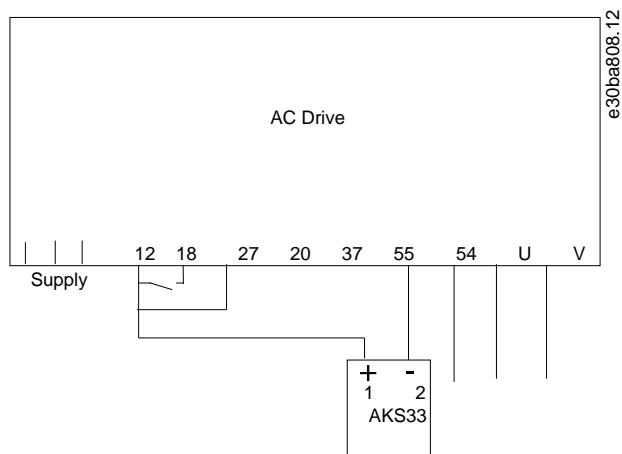 e30ba808.12
AC Drive
12 18 27 20 37 55 54 U V
Supply
+ -
1 2
AKS33